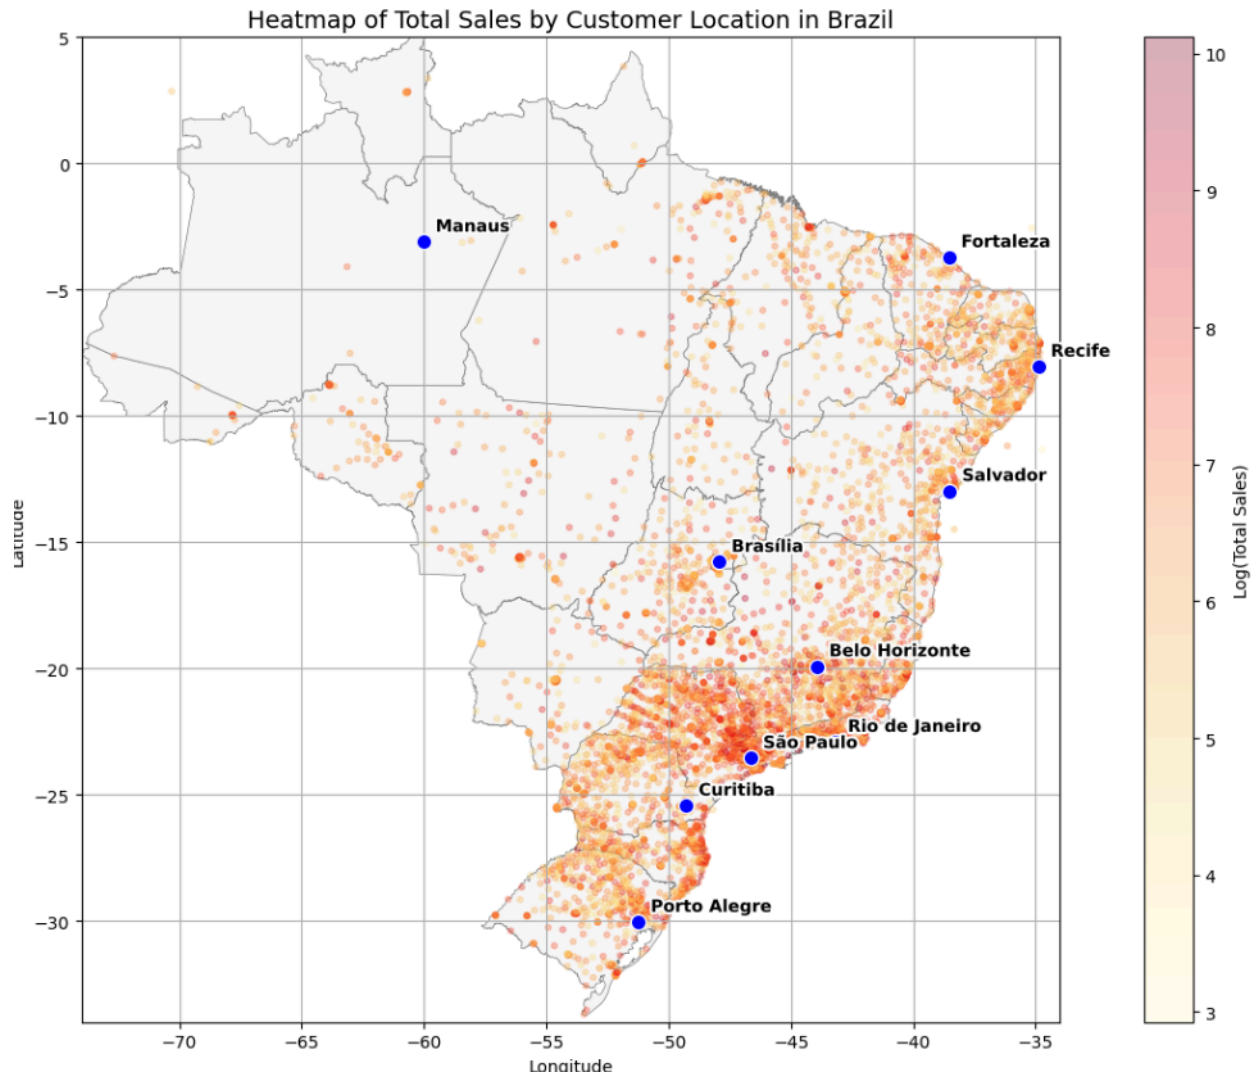 Heatmap of Total Sales by Customer Location in Brazil
5
0
−5
−10
−15
−20
−25
−30
Latitude
Manaus
Fortaleza
Recife
Salvador
Brasília
Belo Horizonte
Rio de Janeiro
São Paulo
Curitiba
Porto Alegre
−70
−65
−60
−55
−50
−45
−40
−35
Longitude
10
9
8
7
6
5
4
3
Log(Total Sales)